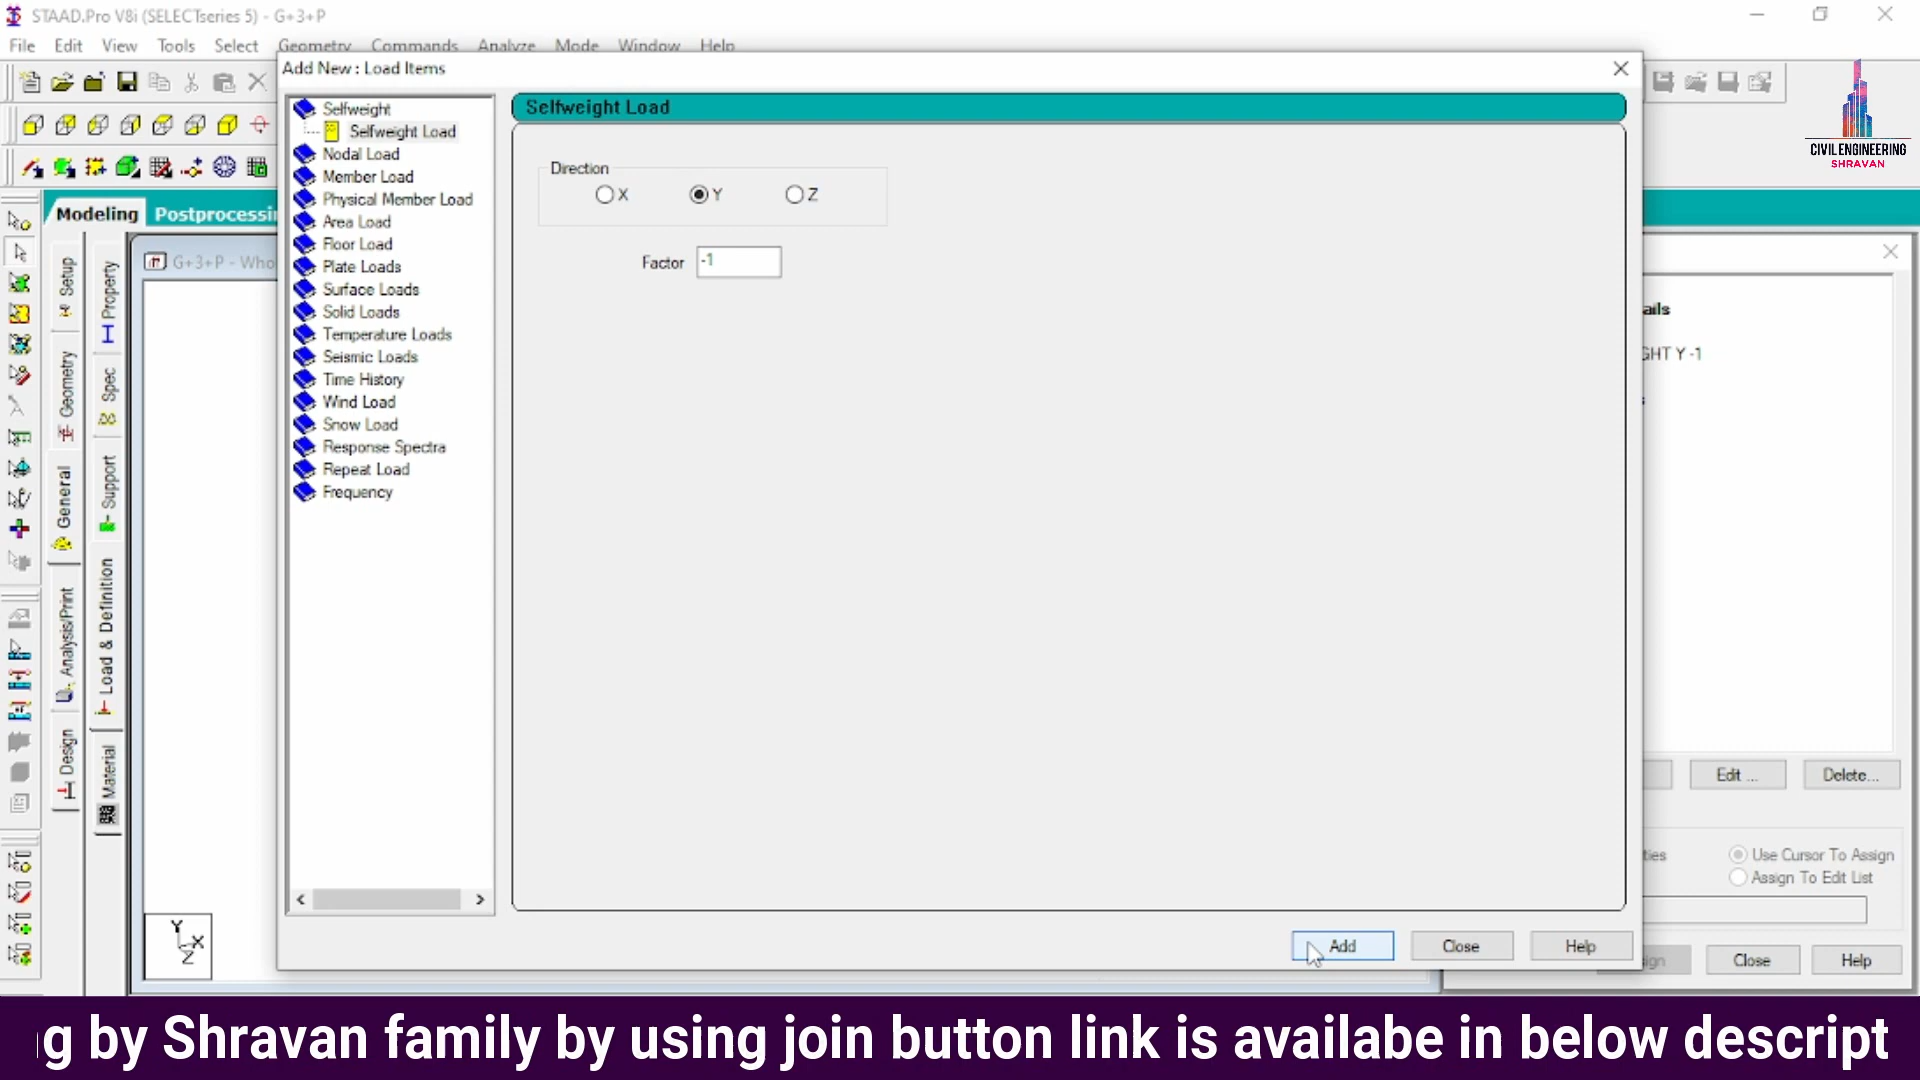 STAAD.Pro V8i (SELECTseries 5) - G+3+P
File Edit View Tools Select Geometry Commands Analyze Mode Window Help
Add New : Load Items
CIVILENGINEERING
SHRAVAN
Modeling Postprocessin
G+3+P - Who
Setup
Geometry
General
Analysis/Print
Design
Property
Spec
Support
Load & Definition
Material
Selfweight
Selfweight Load
Nodal Load
Member Load
Physical Member Load
Area Load
Floor Load
Plate Loads
Surface Loads
Solid Loads
Temperature Loads
Seismic Loads
Time History
Wind Load
Snow Load
Response Spectra
Repeat Load
Frequency
Selfweight Load
Direction
X Y Z
Factor -1
Add Close Help
ails
GHT Y -1
Edit ... Delete...
ties
Use Cursor To Assign
Assign To Edit List
ign Close Help
Y
X
Z
g by Shravan family by using join button link is availabe in below descript